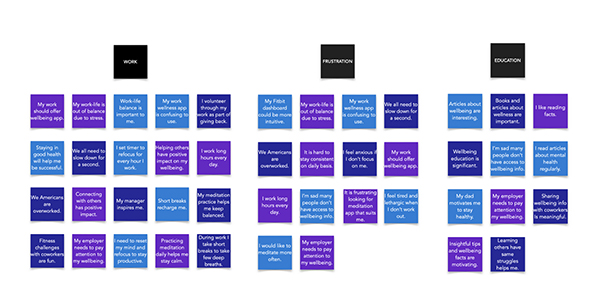 WORK
FRUSTRATION
EDUCATION
My work
should offer
wellbeing app.
My work-life is
out of balance
due to stress.
Work-life
balance is
important to
me.
My work
wellness app
is confusing to
use.
I volunteer
through my
work as part of
giving back.
Staying in
good health
will help me
be successful.
We all need to
slow down for
a second.
I set timer to
refocus for
every hour I
work.
Helping others
have positive
impact on my
wellbeing.
I work long
hours every
day.
We Americans
are
overworked.
Connecting
with others
has positive
impact.
My manager
inspires me.
Short breaks
recharge me.
My meditation
practice helps
me keep
balanced.
Fitness
challenges
with coworkers
are fun.
My employer
needs to pay
attention to
my wellbeing.
I need to reset
my mind and
refocus to stay
productive.
Practicing
meditation
daily helps me
stay calm.
During work I
take short
breaks to take
few deep
breaths.
My Fitbit
dashboard
could be more
intuitive.
My work-life is
out of balance
due to stress.
My work
wellness app
is confusing to
use.
We all need to
slow down for
a second.
We Americans
are
overworked.
It is hard to
stay consistent
on daily basis.
I feel anxious if
I don't focus on
me.
My work
should offer
wellbeing app.
I work long
hours every
day.
I'm sad many
people don't
have access to
wellbeing info.
It is frustrating
looking for
meditation
app that suits
me.
I feel tired and
lethargic when
I don't work
out.
I would like to
meditate more
often.
My employer
needs to pay
attention to
my wellbeing.
Articles about
wellbeing are
interesting.
Books and
articles about
wellness are
important.
I like reading
facts.
Wellbeing
education is
significant.
I'm sad many
people don't
have access to
wellbeing info.
I read articles
about mental
health
regularly.
My dad
motivates me
to stay
healthy.
My employer
needs to pay
attention to
my wellbeing.
Sharing
wellbeing info
with coworkers
is meaningful.
Insightful tips
and wellbeing
facts are
motivating.
Learning
others have
same
struggles
helps me.